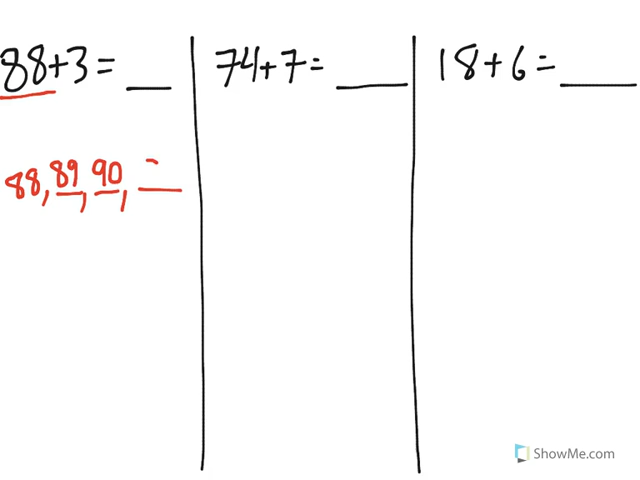 88+3= __
88, 89, 90, __
74+7= __
18+6= __
ShowMe.com